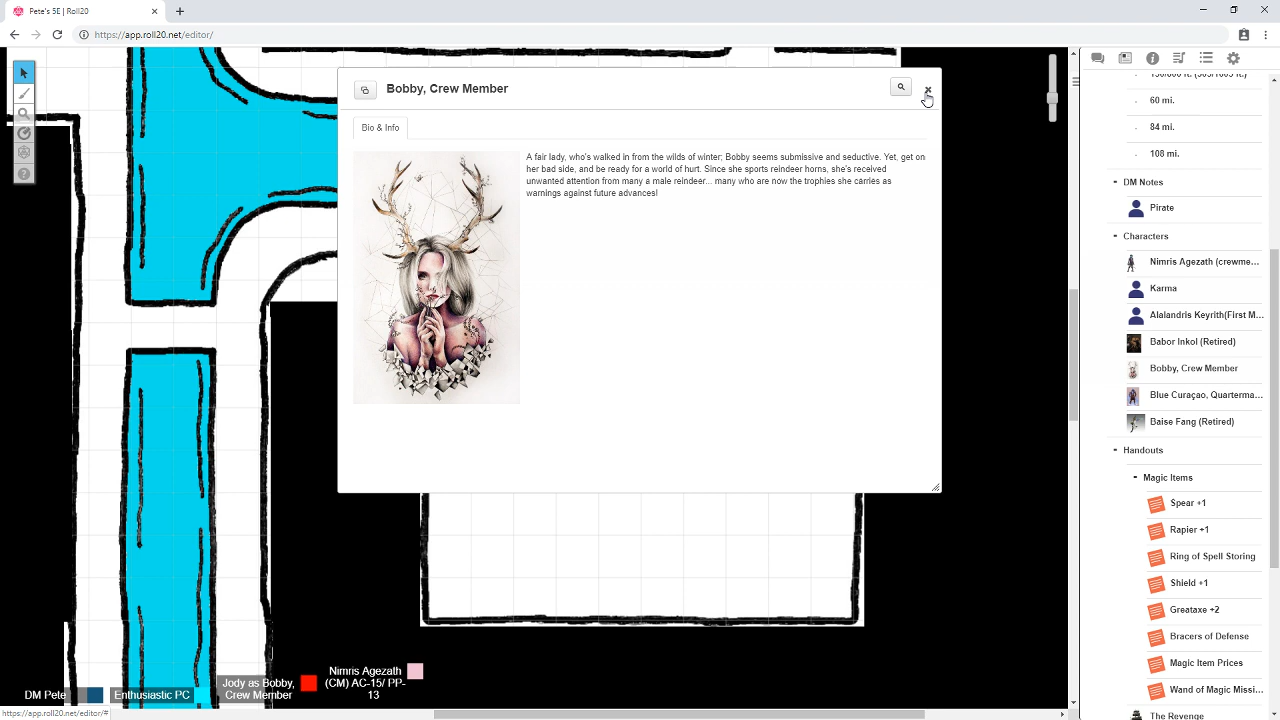 Pete's 5E | Roll20
https://app.roll20.net/editor/
Bobby, Crew Member
Bio & Info
A fair lady, who's walked in from the wilds of winter; Bobby seems submissive and seductive. Yet, get on
her bad side, and be ready for a world of hurt. Since she sports reindeer horns, she's received
unwanted attention from many a male reindeer... many who are now the trophies she carries as
warnings against future advances!
60 mi.
84 mi.
108 mi.
DM Notes
Pirate
Characters
Nimris Agezath (crewme...
Karma
Alalandris Keyrith(First M...
Babor Inkol (Retired)
Bobby, Crew Member
Blue Curaçao, Quarterma...
Baise Fang (Retired)
Handouts
Magic Items
Spear +1
Rapier +1
Ring of Spell Storing
Shield +1
Greataxe +2
Bracers of Defense
Magic Item Prices
Wand of Magic Missi...
The Revenge
DM Pete
Enthusiastic PC
Jody as Bobby,
Crew Member
Nimris Agezath
(CM) AC-15/ PP-
13
https://app.roll20.net/editor/#